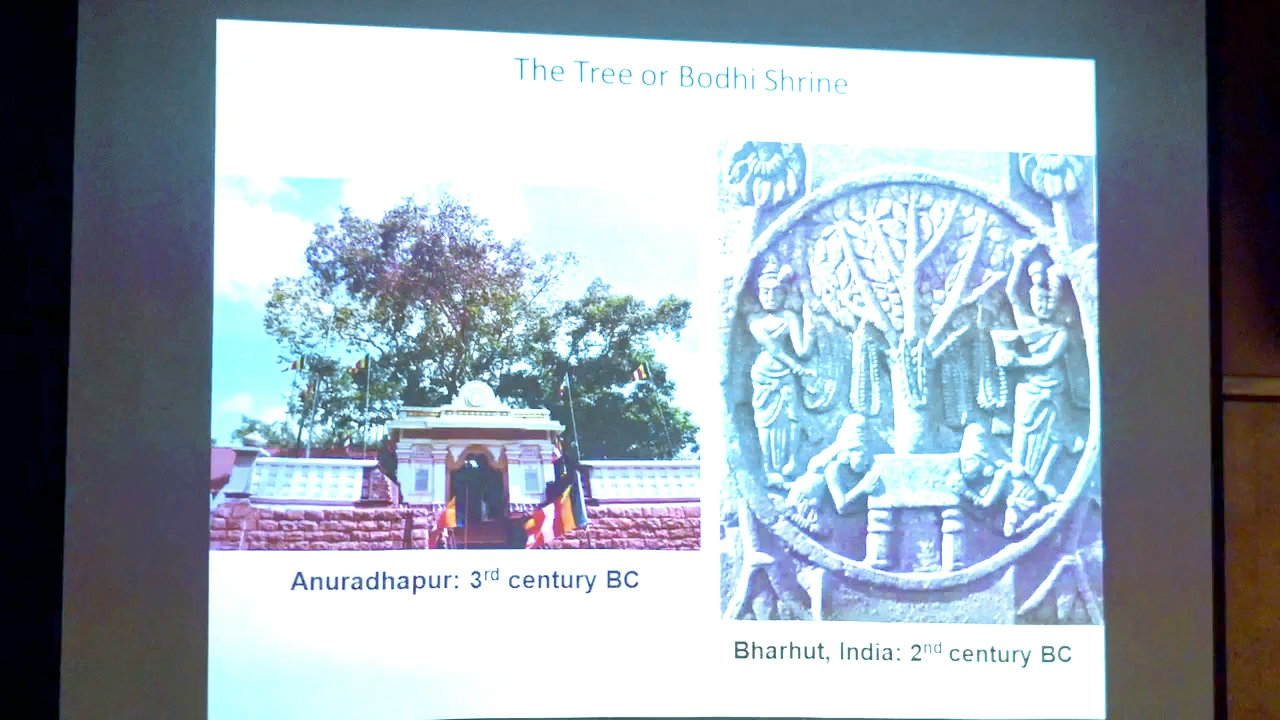 The Tree or Bodhi Shrine
Anuradhapur: 3rd century BC
Bharhut, India: 2nd century BC